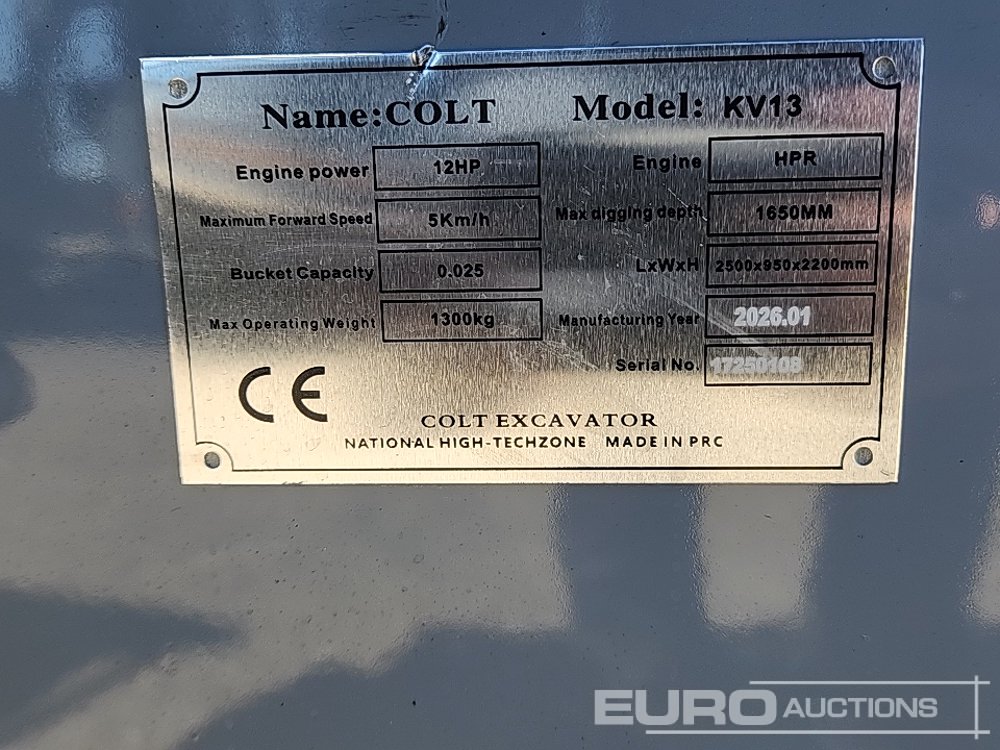 Name:COLT Model: KV13
Engine power 12HP Engine HPR
Maximum Forward Speed 5Km/h Max digging depth 1650MM
Bucket Capacity 0.025 LxWxH 2500x950x2200mm
Max Operating Weight 1300kg Manufacturing Year 2026.01
Serial No. 17250108
CE
COLT EXCAVATOR
NATIONAL HIGH-TECHZONE MADE IN PRC
EURO AUCTIONS